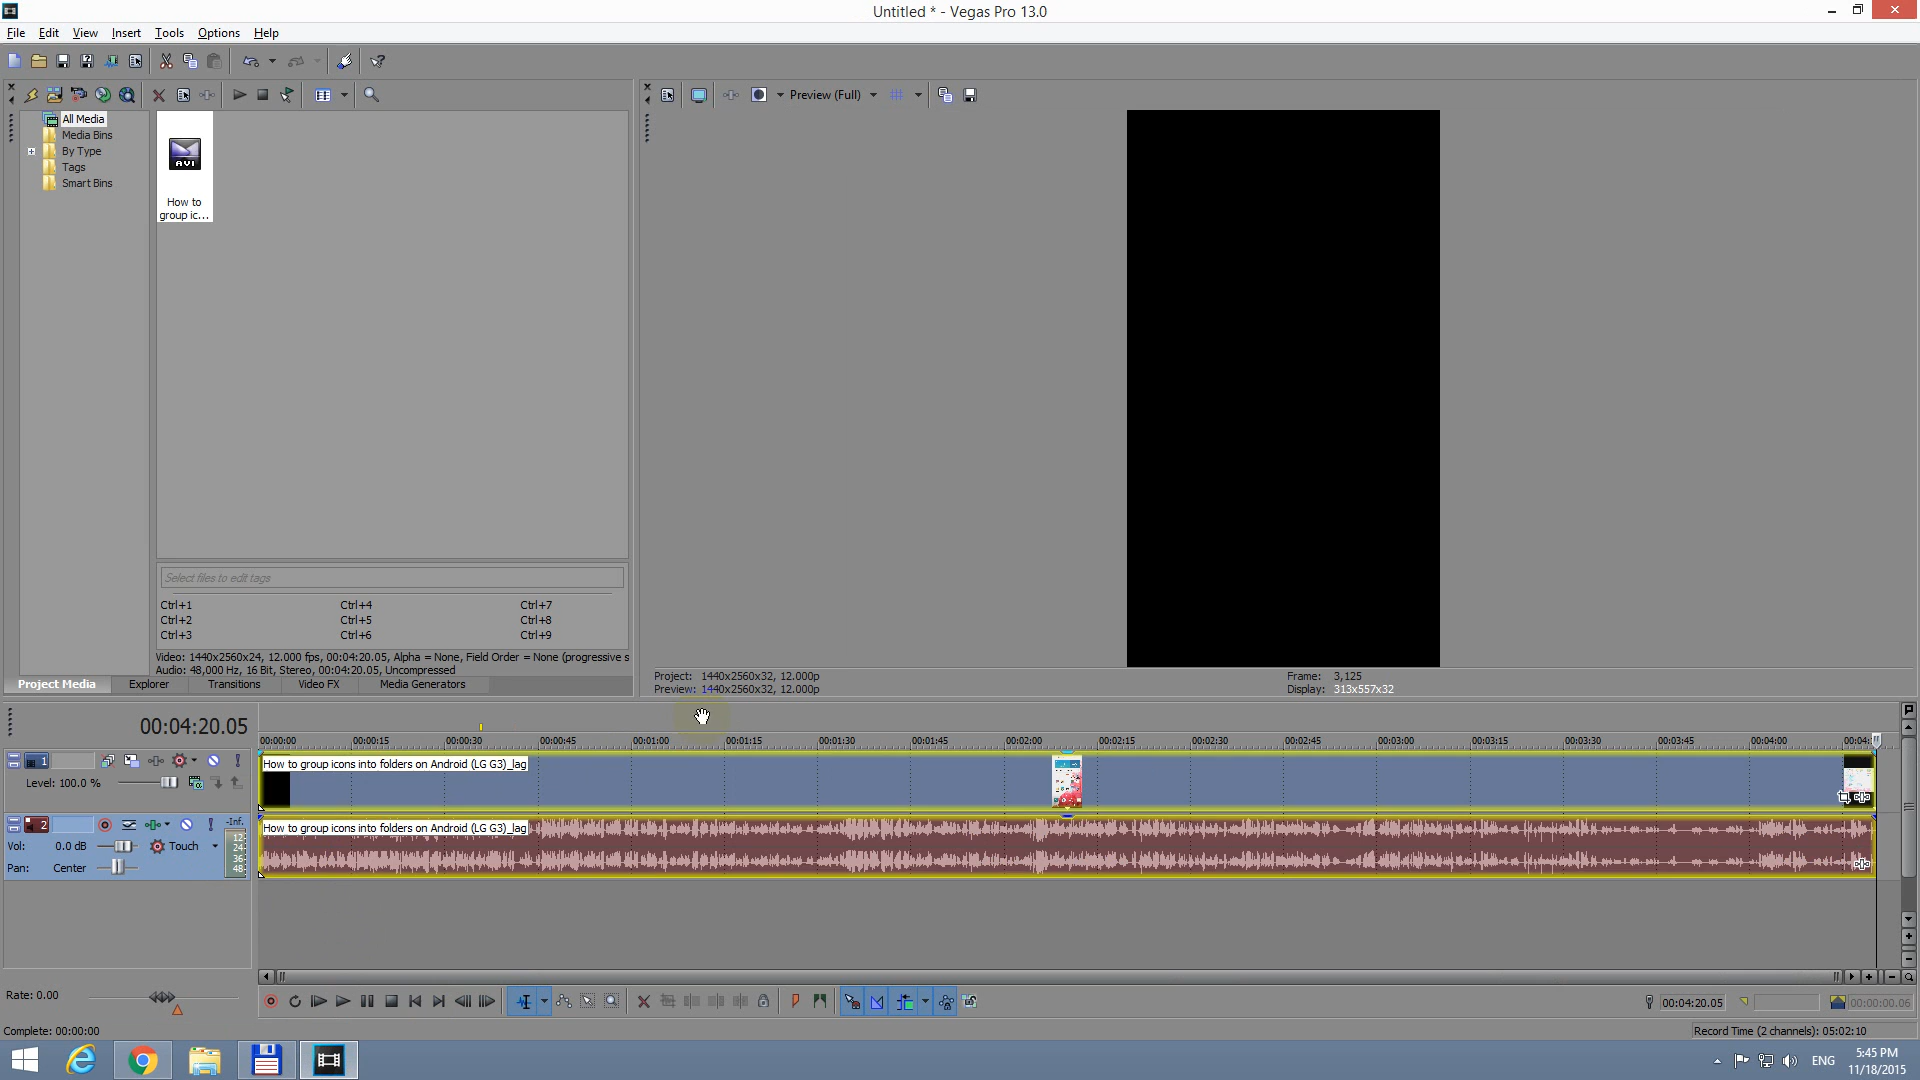 Untitled * - Vegas Pro 13.0
File Edit View Insert Tools Options Help
Preview (Full)
All Media
Media Bins
By Type
Tags
Smart Bins
AVI
How to
group ic...
Select files to edit tags
Ctrl+1 Ctrl+4 Ctrl+7
Ctrl+2 Ctrl+5 Ctrl+8
Ctrl+3 Ctrl+6 Ctrl+9
Video: 1440x2560x24, 12.000 fps, 00:04:20.05, Alpha = None, Field Order = None (progressive s
Audio: 48,000 Hz, 16 Bit, Stereo, 00:04:20.05, Uncompressed
Project Media Explorer Transitions Video FX Media Generators
Project: 1440x2560x32, 12.000p
Preview: 1440x2560x32, 12.000p
Frame: 3,125
Display: 313x557x32
00:04:20.05
00:00:00 00:00:15 00:00:30 00:00:45 00:01:00 00:01:15 00:01:30 00:01:45 00:02:00 00:02:15 00:02:30 00:02:45 00:03:00 00:03:15 00:03:30 00:03:45 00:04:00 00:04:
1
Level: 100.0 %
How to group icons into folders on Android (LG G3)_lag
2
-Inf.
Vol: 0.0 dB Touch
Pan: Center
12
24
36
48
How to group icons into folders on Android (LG G3)_lag
Rate: 0.00
00:04:20.05
00:00:00.06
Complete: 00:00:00
Record Time (2 channels): 05:02:10
ENG
5:45 PM
11/18/2015